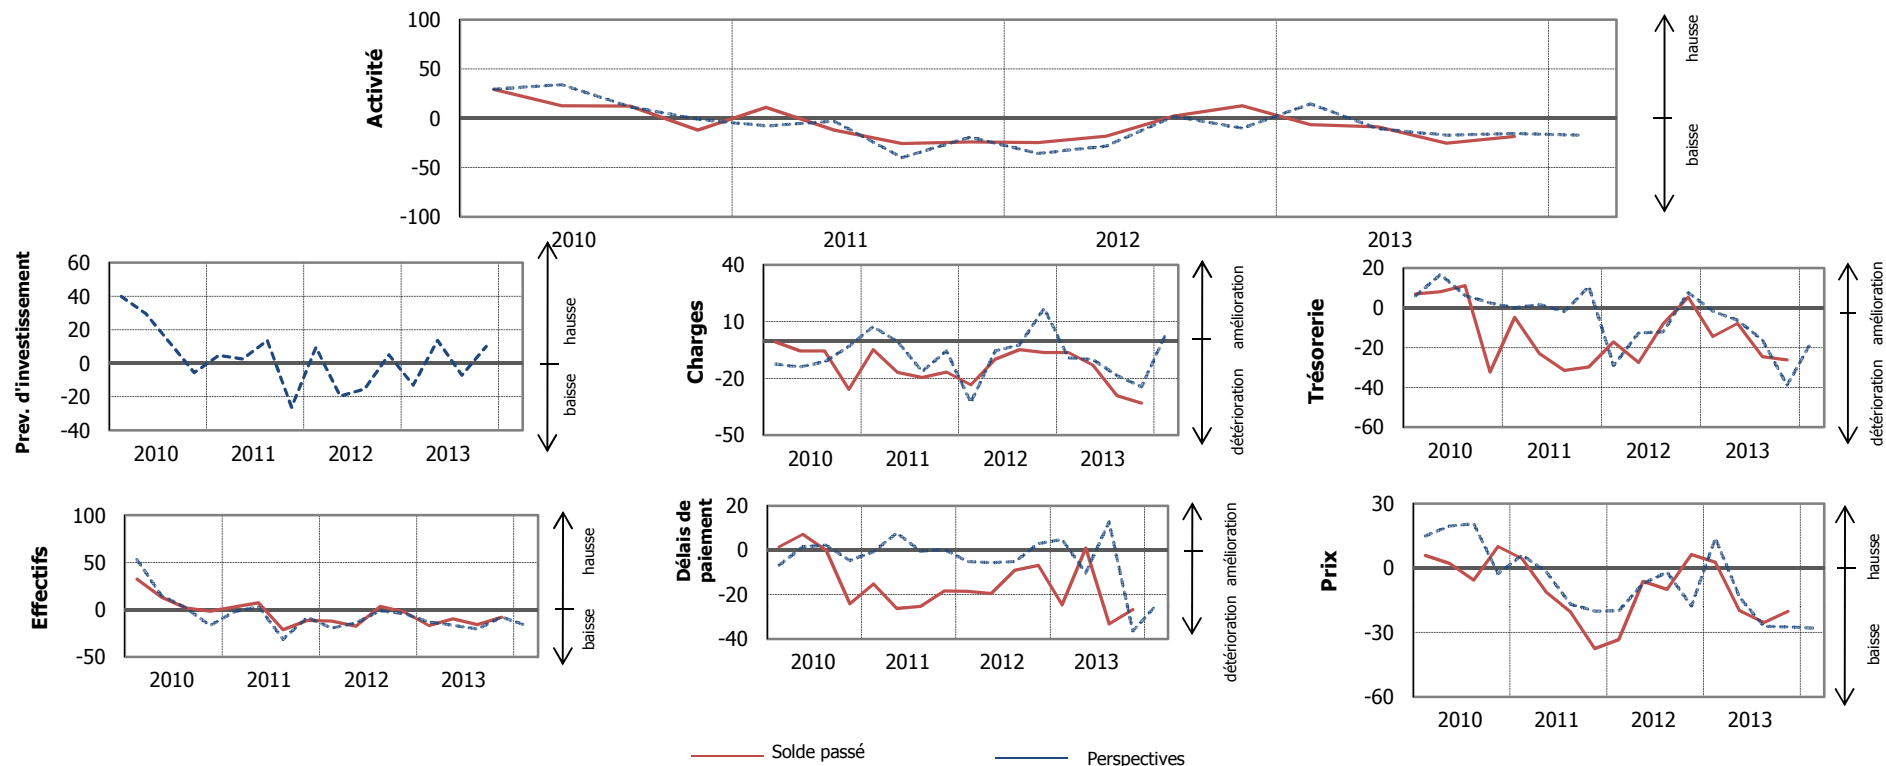 Activité
100
50
0
-50
-100
hausse
baisse
2010 2011 2012 2013
Prev. d'investissement
60
40
20
0
-20
-40
hausse
baisse
2010 2011 2012 2013
Charges
40
10
-20
-50
amélioration
détérioration
2010 2011 2012 2013
Trésorerie
20
0
-20
-40
-60
amélioration
détérioration
2010 2011 2012 2013
Effectifs
100
50
0
-50
hausse
baisse
2010 2011 2012 2013
Délais de
paiement
20
0
-20
-40
amélioration
détérioration
2010 2011 2012 2013
Prix
30
0
-30
-60
hausse
baisse
2010 2011 2012 2013
Solde passé
Perspectives